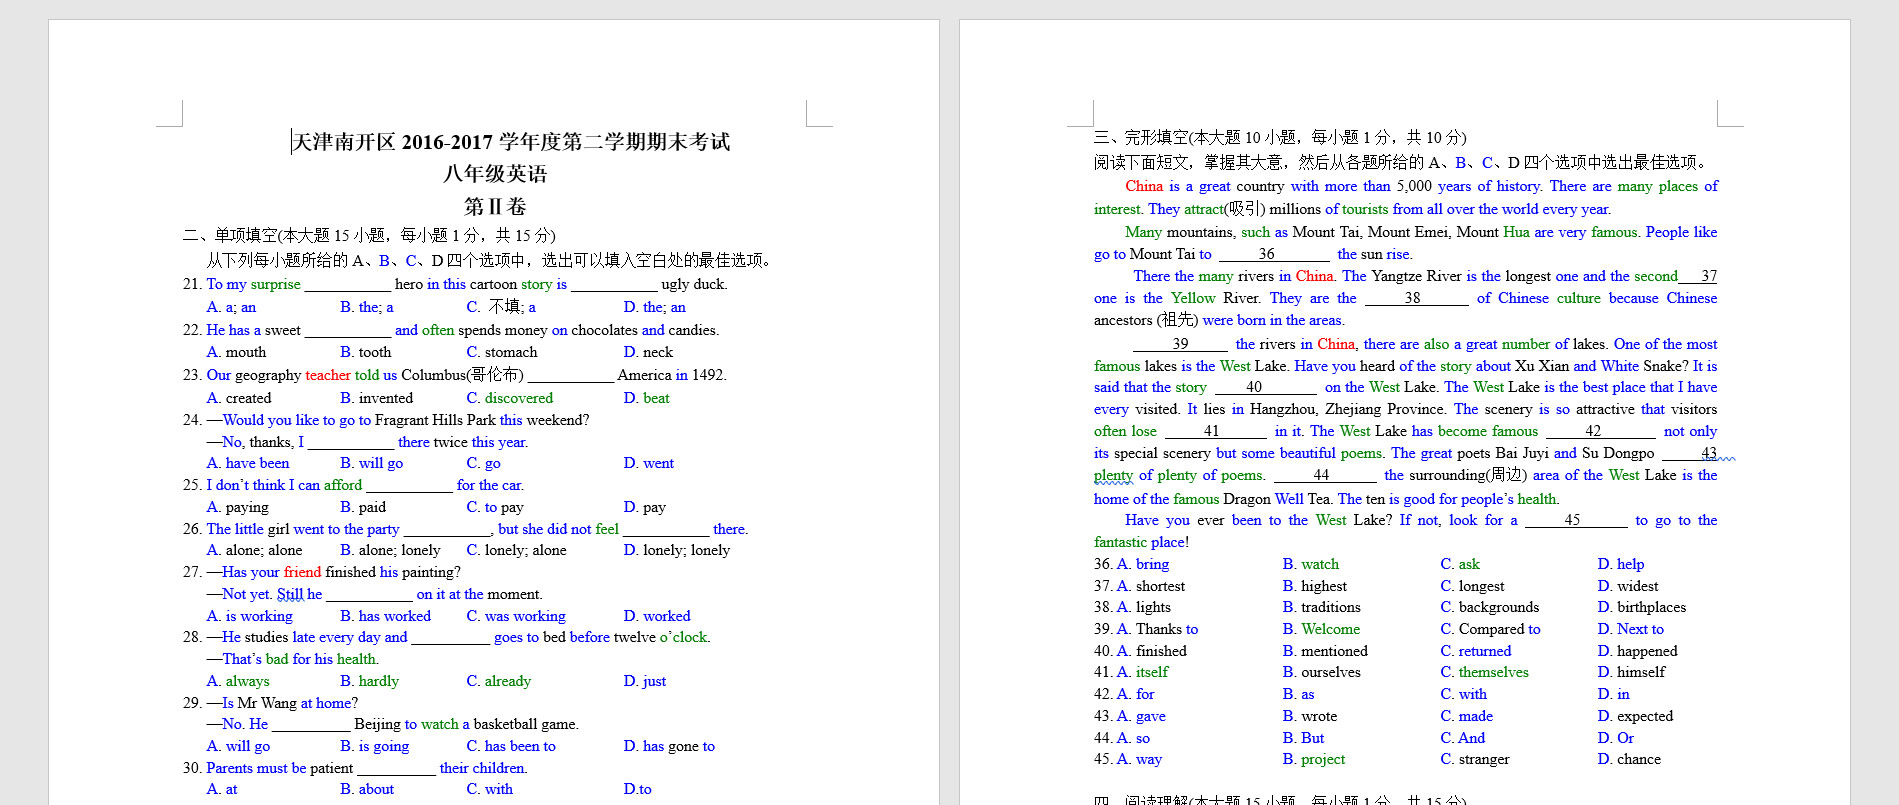 天津南开区 2016-2017 学年度第二学期期末考试
八年级英语
第Ⅱ卷
二、单项填空(本大题 15 小题，每小题 1 分，共 15 分)
从下列每小题所给的 A、B、C、D 四个选项中，选出可以填入空白处的最佳选项。
21. To my surprise ___________ hero in this cartoon story is ___________ ugly duck.
A. a; an B. the; a C. 不填; a D. the; an
22. He has a sweet ___________ and often spends money on chocolates and candies.
A. mouth B. tooth C. stomach D. neck
23. Our geography teacher told us Columbus(哥伦布) ___________ America in 1492.
A. created B. invented C. discovered D. beat
24. —Would you like to go to Fragrant Hills Park this weekend?
—No, thanks, I ___________ there twice this year.
A. have been B. will go C. go D. went
25. I don’t think I can afford ___________ for the car.
A. paying B. paid C. to pay D. pay
26. The little girl went to the party ___________, but she did not feel ___________ there.
A. alone; alone B. alone; lonely C. lonely; alone D. lonely; lonely
27. —Has your friend finished his painting?
—Not yet. Still he ___________ on it at the moment.
A. is working B. has worked C. was working D. worked
28. —He studies late every day and __________ goes to bed before twelve o’clock.
—That’s bad for his health.
A. always B. hardly C. already D. just
29. —Is Mr Wang at home?
—No. He __________ Beijing to watch a basketball game.
A. will go B. is going C. has been to D. has gone to
30. Parents must be patient __________ their children.
A. at B. about C. with D.to
三、完形填空(本大题 10 小题，每小题 1 分，共 10 分)
阅读下面短文，掌握其大意，然后从各题所给的 A、B、C、D 四个选项中选出最佳选项。
China is a great country with more than 5,000 years of history. There are many places of
interest. They attract(吸引) millions of tourists from all over the world every year.
Many mountains, such as Mount Tai, Mount Emei, Mount Hua are very famous. People like
go to Mount Tai to 36 the sun rise.
There the many rivers in China. The Yangtze River is the longest one and the second 37
one is the Yellow River. They are the 38 of Chinese culture because Chinese
ancestors (祖先) were born in the areas.
39 the rivers in China, there are also a great number of lakes. One of the most
famous lakes is the West Lake. Have you heard of the story about Xu Xian and White Snake? It is
said that the story 40 on the West Lake. The West Lake is the best place that I have
every visited. It lies in Hangzhou, Zhejiang Province. The scenery is so attractive that visitors
often lose 41 in it. The West Lake has become famous 42 not only
its special scenery but some beautiful poems. The great poets Bai Juyi and Su Dongpo 43
plenty of plenty of poems. 44 the surrounding(周边) area of the West Lake is the
home of the famous Dragon Well Tea. The ten is good for people’s health.
Have you ever been to the West Lake? If not, look for a 45 to go to the
fantastic place!
36. A. bring B. watch C. ask D. help
37. A. shortest B. highest C. longest D. widest
38. A. lights B. traditions C. backgrounds D. birthplaces
39. A. Thanks to B. Welcome C. Compared to D. Next to
40. A. finished B. mentioned C. returned D. happened
41. A. itself B. ourselves C. themselves D. himself
42. A. for B. as C. with D. in
43. A. gave B. wrote C. made D. expected
44. A. so B. But C. And D. Or
45. A. way B. project C. stranger D. chance
四、阅读理解(本大题 15 小题，每小题 1 分，共 15 分)